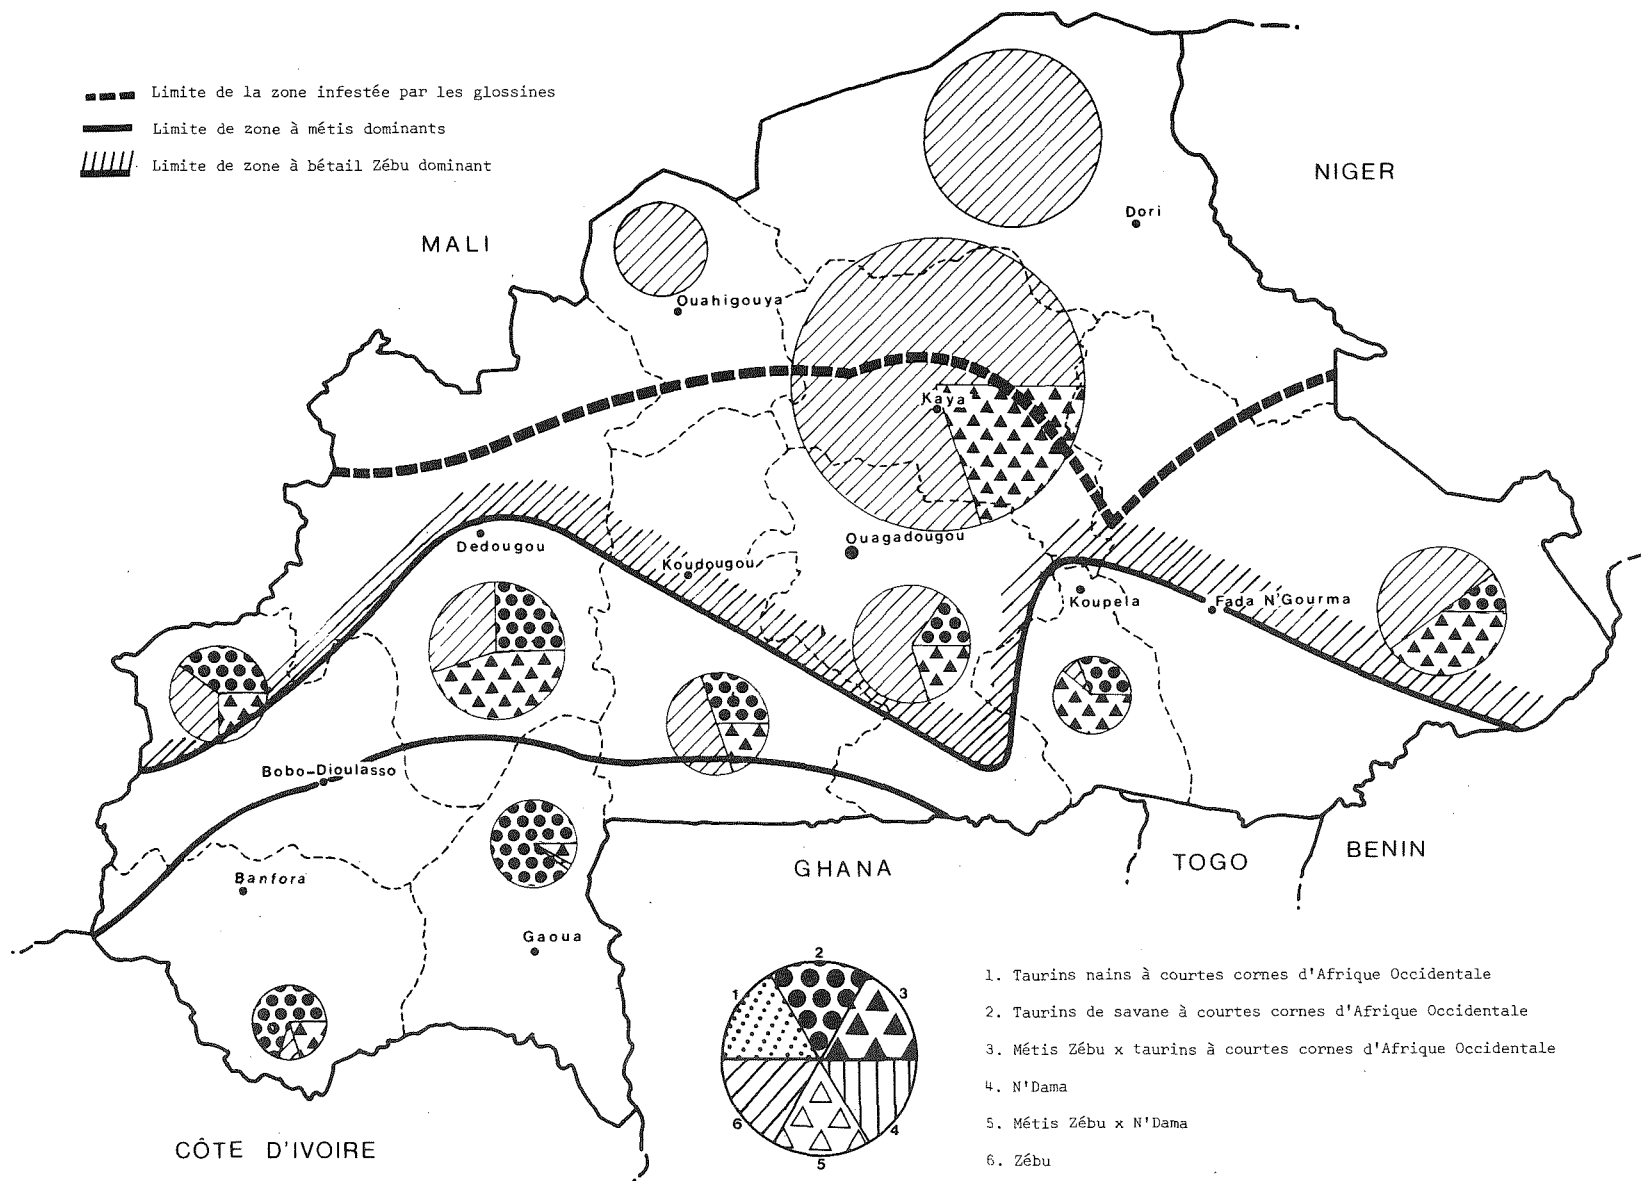 Limite de la zone infestée par les glossines
Limite de zone à métis dominants
Limite de zone à bétail Zébu dominant
NIGER
Dori
MALI
Ouahigouya
Kaya
Ouagadougou
Dedougou
Koudougou
Koupela
Fada N'Gourma
Bobo-Dioulasso
Banfora
Gaoua
GHANA
TOGO
BENIN
CÔTE D'IVOIRE
2
1
3
6
4
5
1. Taurins nains à courtes cornes d'Afrique Occidentale
2. Taurins de savane à courtes cornes d'Afrique Occidentale
3. Métis Zébu x taurins à courtes cornes d'Afrique Occidentale
4. N'Dama
5. Métis Zébu x N'Dama
6. Zébu